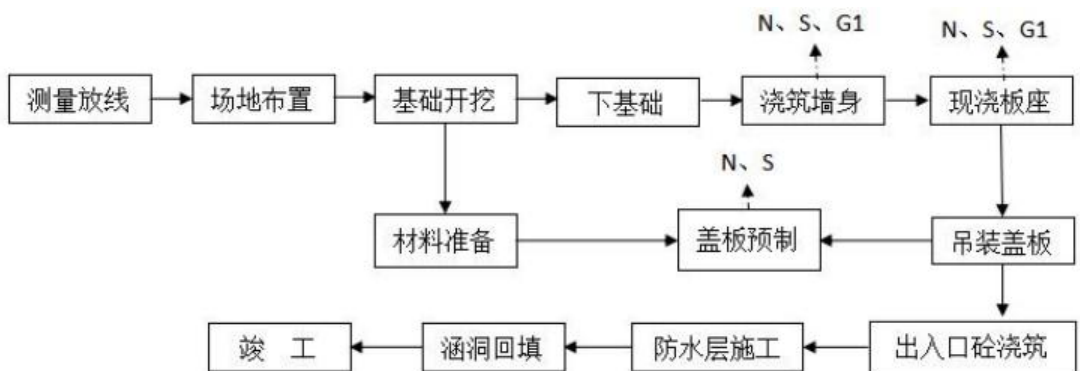 N、S、G1
N、S、G1
测量放线
场地布置
基础开挖
下基础
浇筑墙身
现浇板座
N、S
材料准备
盖板预制
吊装盖板
竣 工
涵洞回填
防水层施工
出入口砼浇筑